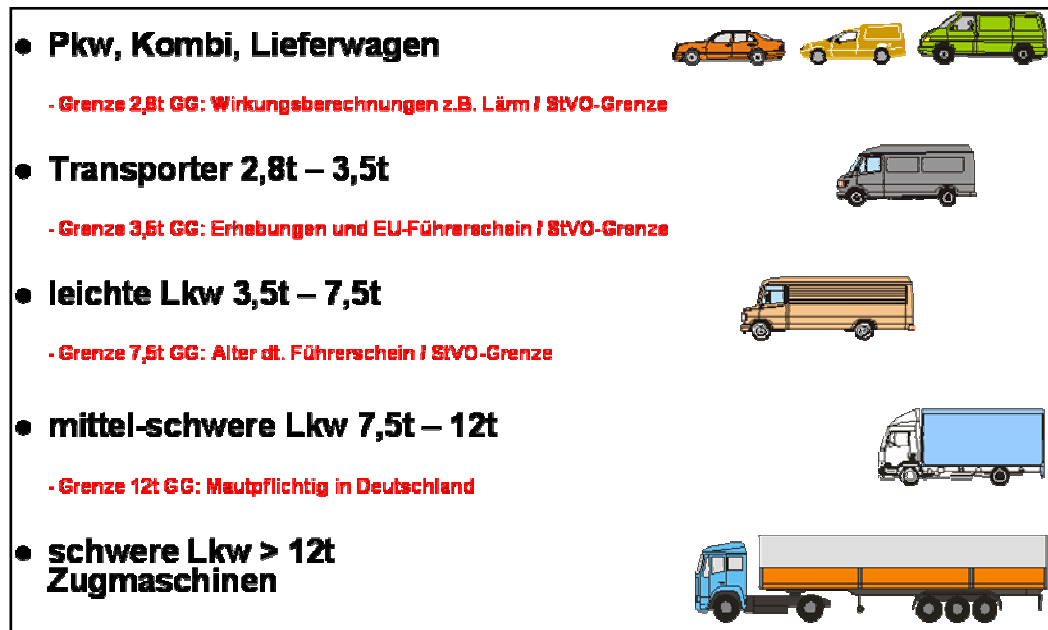 ● Pkw, Kombi, Lieferwagen
- Grenze 2,8t GG: Wirkungsberechnungen z.B. Lärm / StVO-Grenze
● Transporter 2,8t – 3,5t
- Grenze 3,5t GG: Erhebungen und EU-Führerschein / StVO-Grenze
● leichte Lkw 3,5t – 7,5t
- Grenze 7,5t GG: Alter dt. Führerschein / StVO-Grenze
● mittel-schwere Lkw 7,5t – 12t
- Grenze 12t GG: Mautpflichtig in Deutschland
● schwere Lkw > 12t
Zugmaschinen